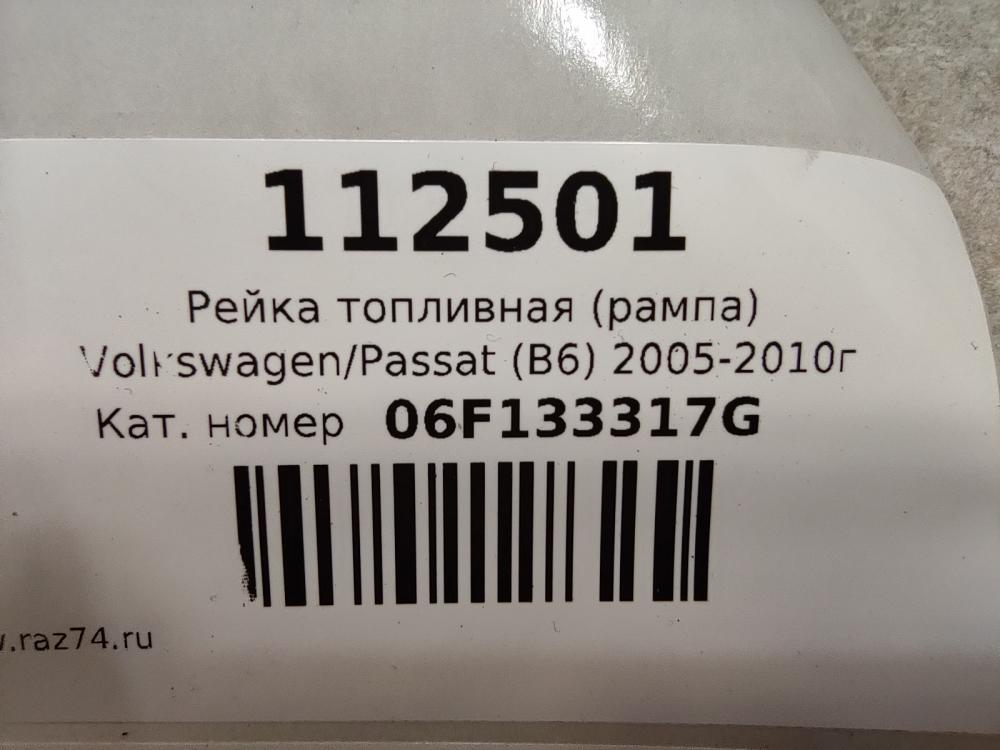 112501
Рейка топливная (рампа)
Volkswagen/Passat (B6) 2005-2010г
Кат. номер 06F133317G
.raz74.ru